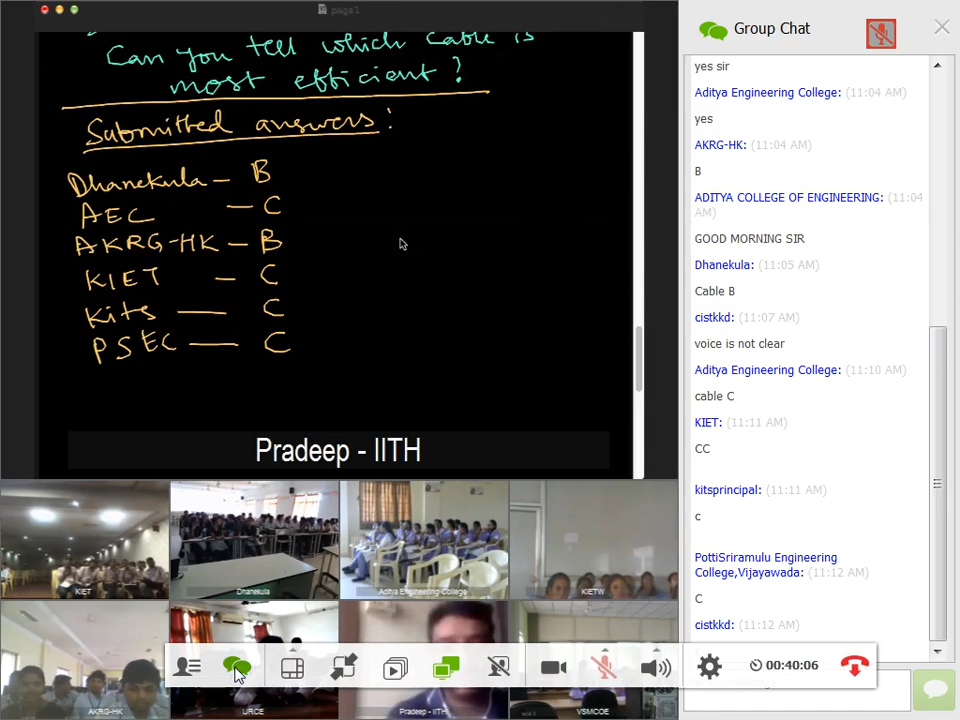 page1
Can you tell which cable is
most efficient ?
Submitted answers :
Dhanekula – B
AEC – C
AKRG-HK – B
KIET – C
Kits — C
PSEC — C
Pradeep - IITH
KIET
Dhanekula
Aditya Engineering College
KIETW
AKRG-HK
URCE
Pradeep - IITH
VSMCOE
00:40:06
Group Chat
yes sir
Aditya Engineering College: (11:04 AM)
yes
AKRG-HK: (11:04 AM)
B
ADITYA COLLEGE OF ENGINEERING: (11:04
AM)
GOOD MORNING SIR
Dhanekula: (11:05 AM)
Cable B
cistkkd: (11:07 AM)
voice is not clear
Aditya Engineering College: (11:10 AM)
cable C
KIET: (11:11 AM)
CC
kitsprincipal: (11:11 AM)
c
PottiSriramulu Engineering
College,Vijayawada: (11:12 AM)
C
cistkkd: (11:12 AM)